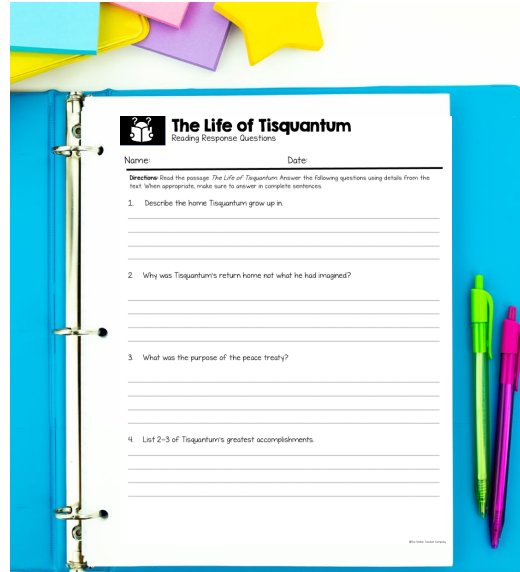 The Life of Tisquantum
Reading Response Questions
Name:
Date:
Directions: Read the passage The Life of Tisquantum. Answer the following questions using details from the
text. When appropriate, make sure to answer in complete sentences.
1. Describe the home Tisquantum grow up in.
2. Why was Tisquantum's return home not what he had imagined?
3. What was the purpose of the peace treaty?
4. List 2-3 of Tisquantum's greatest accomplishments.